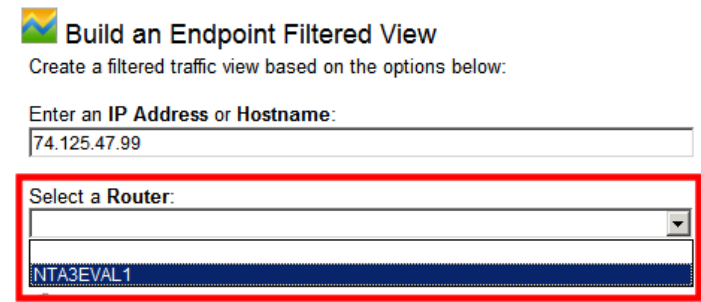 Build an Endpoint Filtered View
Create a filtered traffic view based on the options below:
Enter an IP Address or Hostname:
74.125.47.99
Select a Router:
NTA3EVAL1